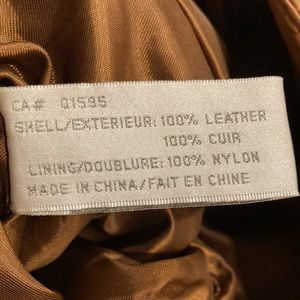 CA# 01595
SHELL/EXTERIEUR: 100% LEATHER
100% CUIR
LINING/DOUBLURE: 100% NYLON
MADE IN CHINA/FAIT EN CHINE